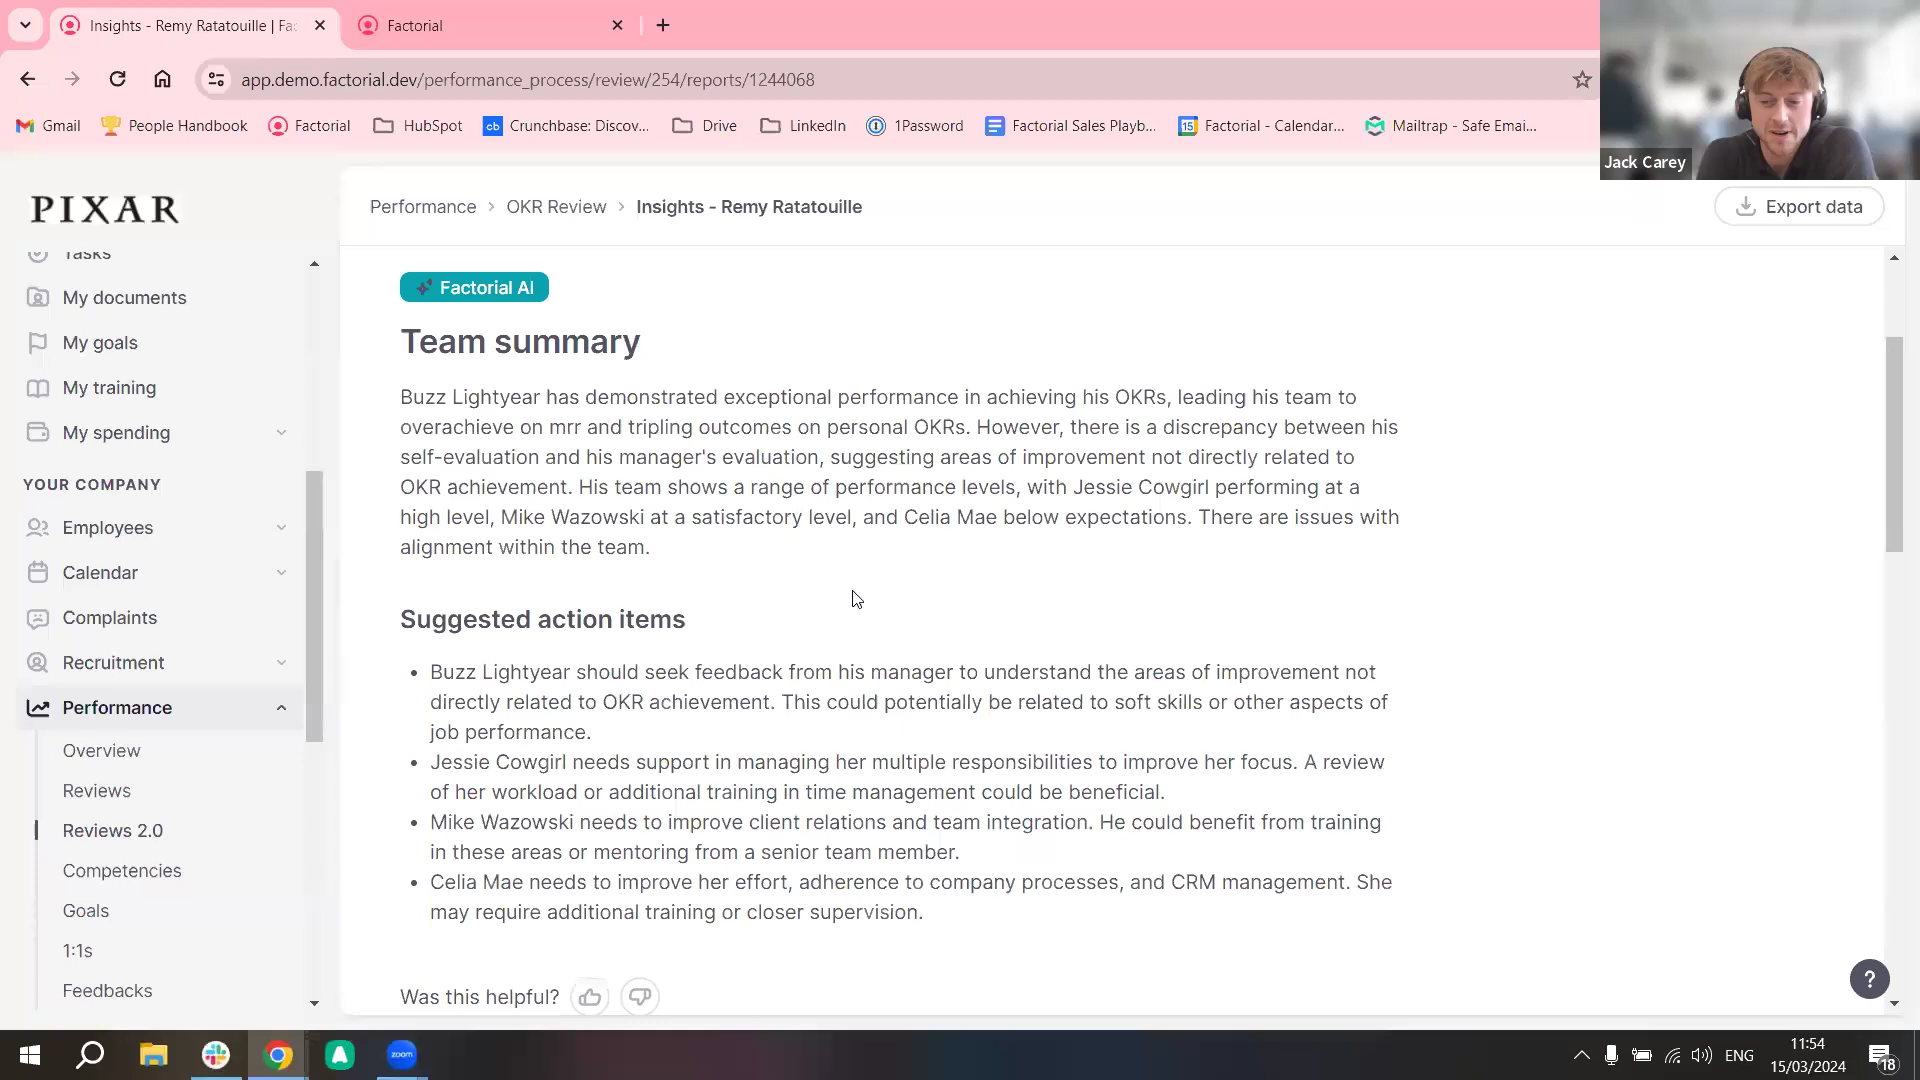 Insights - Remy Ratatouille | Fac
Factorial
app.demo.factorial.dev/performance_process/review/254/reports/1244068
Gmail
People Handbook
Factorial
HubSpot
cb
Crunchbase: Discov...
Drive
LinkedIn
1Password
Factorial Sales Playb...
15
Factorial - Calendar...
Mailtrap - Safe Emai...
Jack Carey
PIXAR
Performance > OKR Review > Insights - Remy Ratatouille
Export data
Tasks
My documents
My goals
My training
My spending
YOUR COMPANY
Employees
Calendar
Complaints
Recruitment
Performance
Overview
Reviews
Reviews 2.0
Competencies
Goals
1:1s
Feedbacks
Factorial AI
Team summary
Buzz Lightyear has demonstrated exceptional performance in achieving his OKRs, leading his team to
overachieve on mrr and tripling outcomes on personal OKRs. However, there is a discrepancy between his
self-evaluation and his manager's evaluation, suggesting areas of improvement not directly related to
OKR achievement. His team shows a range of performance levels, with Jessie Cowgirl performing at a
high level, Mike Wazowski at a satisfactory level, and Celia Mae below expectations. There are issues with
alignment within the team.
Suggested action items
• Buzz Lightyear should seek feedback from his manager to understand the areas of improvement not
directly related to OKR achievement. This could potentially be related to soft skills or other aspects of
job performance.
• Jessie Cowgirl needs support in managing her multiple responsibilities to improve her focus. A review
of her workload or additional training in time management could be beneficial.
• Mike Wazowski needs to improve client relations and team integration. He could benefit from training
in these areas or mentoring from a senior team member.
• Celia Mae needs to improve her effort, adherence to company processes, and CRM management. She
may require additional training or closer supervision.
Was this helpful?
?
zoom
ENG
11:54
15/03/2024
18